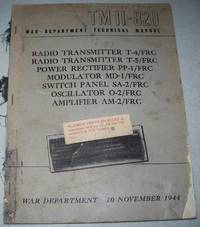 TM 11-820
WAR DEPARTMENT TECHNICAL MANUAL
RADIO TRANSMITTER T-4/FRC
RADIO TRANSMITTER T-5/FRC
POWER RECTIFIER PP-1/FRC
MODULATOR MD-1/FRC
SWITCH PANEL SA-2/FRC
OSCILLATOR O-2/FRC
AMPLIFIER AM-2/FRC
WAR DEPARTMENT 10 NOVEMBER 1944